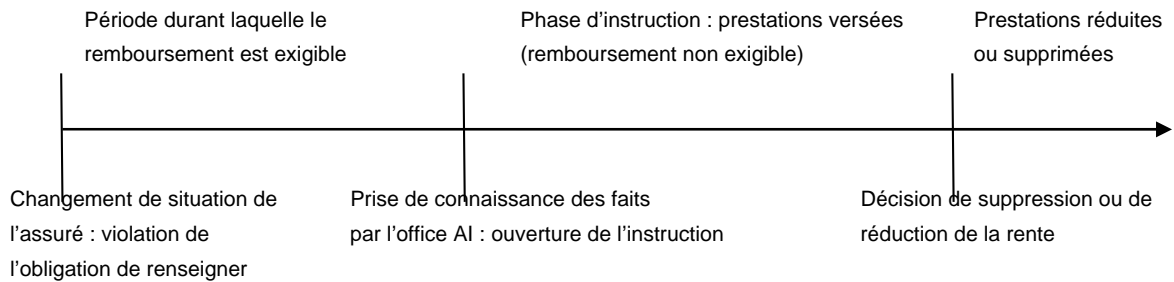 Période durant laquelle le
remboursement est exigible
Phase d’instruction : prestations versées
(remboursement non exigible)
Prestations réduites
ou supprimées
Changement de situation de
l’assuré : violation de
l’obligation de renseigner
Prise de connaissance des faits
par l’office AI : ouverture de l’instruction
Décision de suppression ou de
réduction de la rente